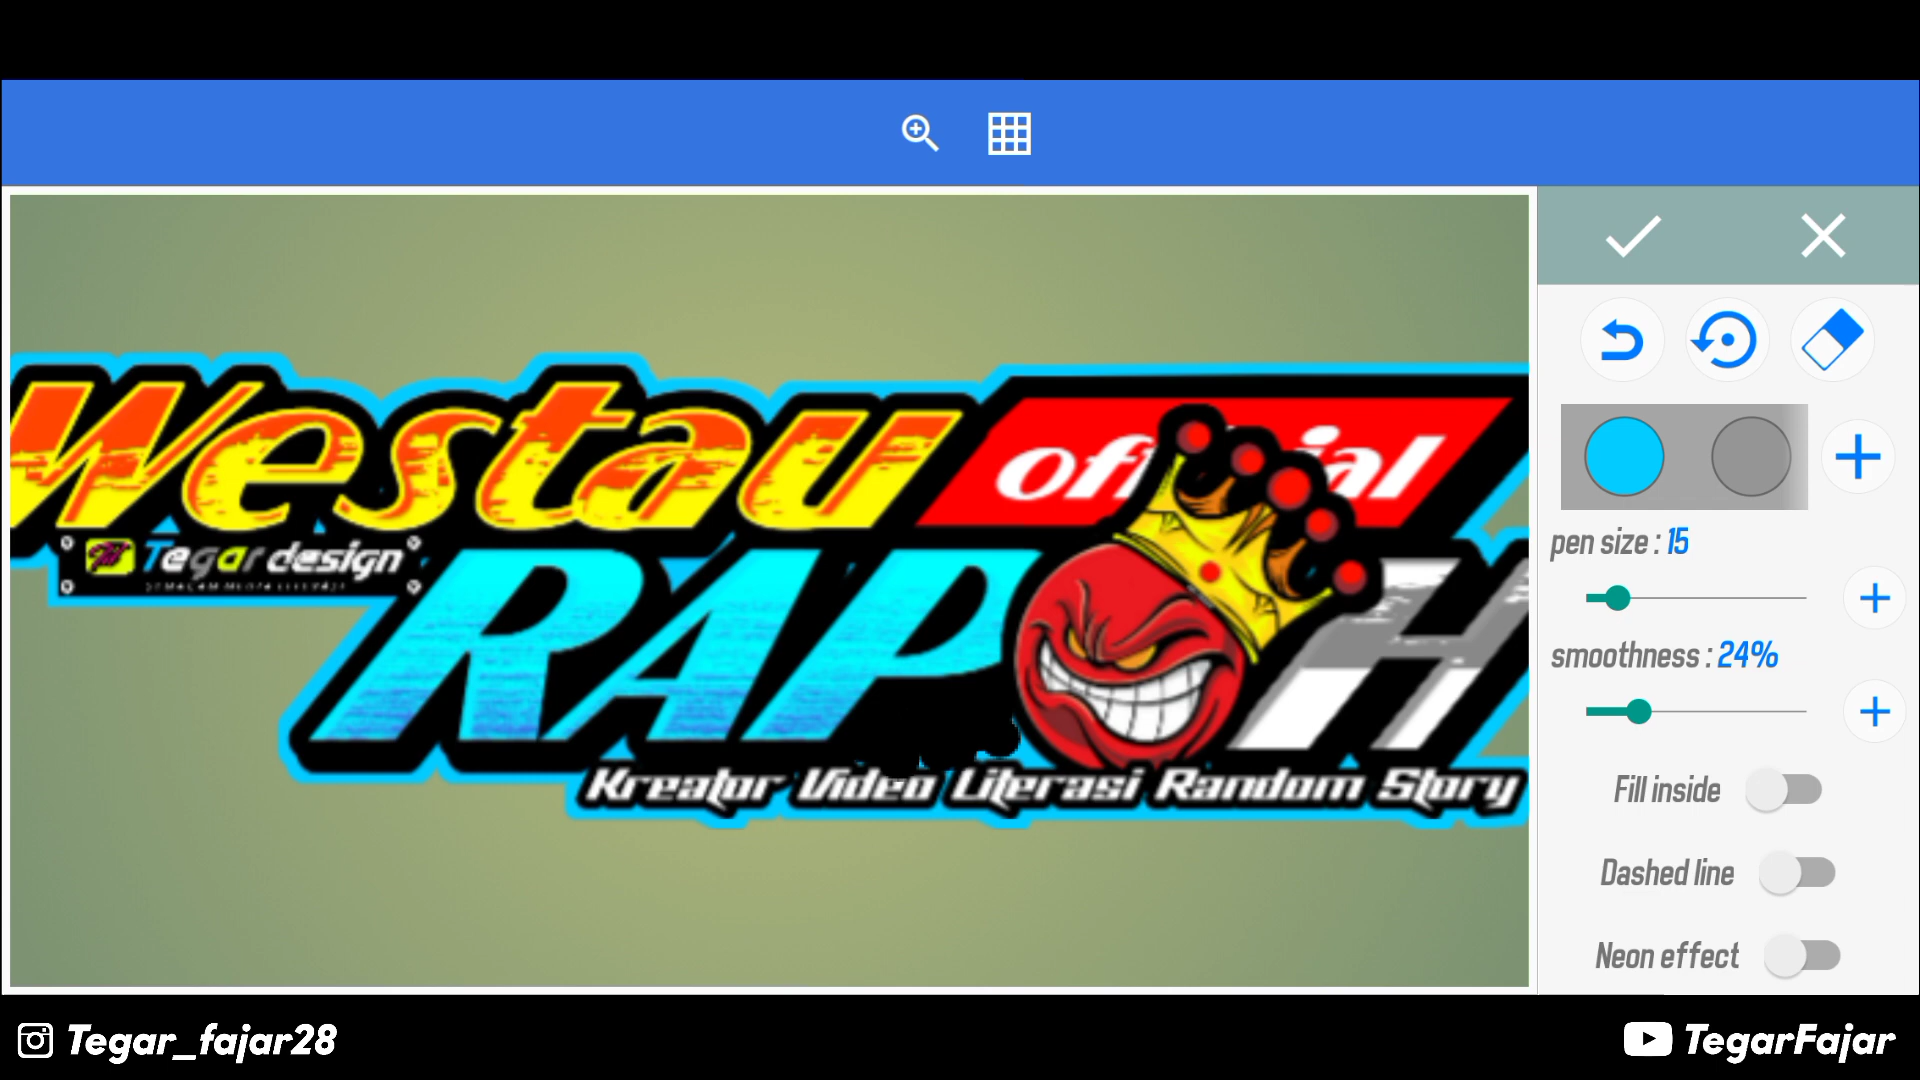 Westau
official
Tegar design
RAP H
Kreator Video Literasi Random Story
pen size : 15
smoothness : 24%
Fill inside
Dashed line
Neon effect
Tegar_fajar28
TegarFajar